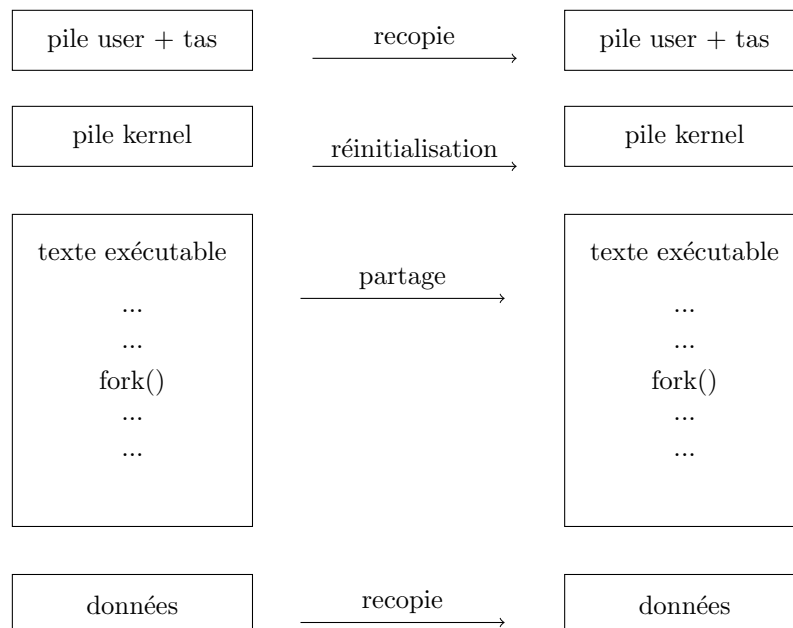 pile user + tas recopie pile user + tas
pile kernel réinitialisation pile kernel
texte exécutable texte exécutable
partage
... ...
... ...
fork() fork()
... ...
... ...
données recopie données